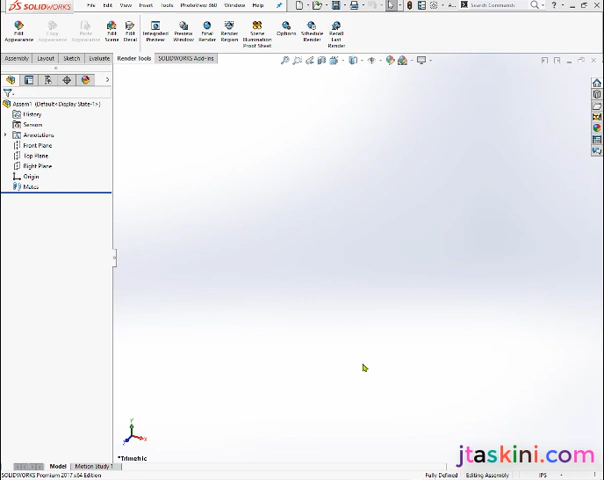 SOLIDWORKS File Edit View Insert Tools PhotoView 360 Window Help Search Commands
Edit Appearance
Copy Appearance
Paste Appearance
Edit Scene
Edit Decal
Integrated Preview
Preview Window
Final Render
Render Region
Scene Illumination Proof Sheet
Options
Schedule Render
Recall Last Render
Assembly Layout Sketch Evaluate Render Tools SOLIDWORKS Add-Ins
Assem1 (Default<Display State-1>)
History
Sensors
Annotations
Front Plane
Top Plane
Right Plane
Origin
Mates
Y
X
Z
*Trimetric
jtaskini.com
Model Motion Study 1
SOLIDWORKS Premium 2017 x64 Edition Fully Defined Editing Assembly IPS